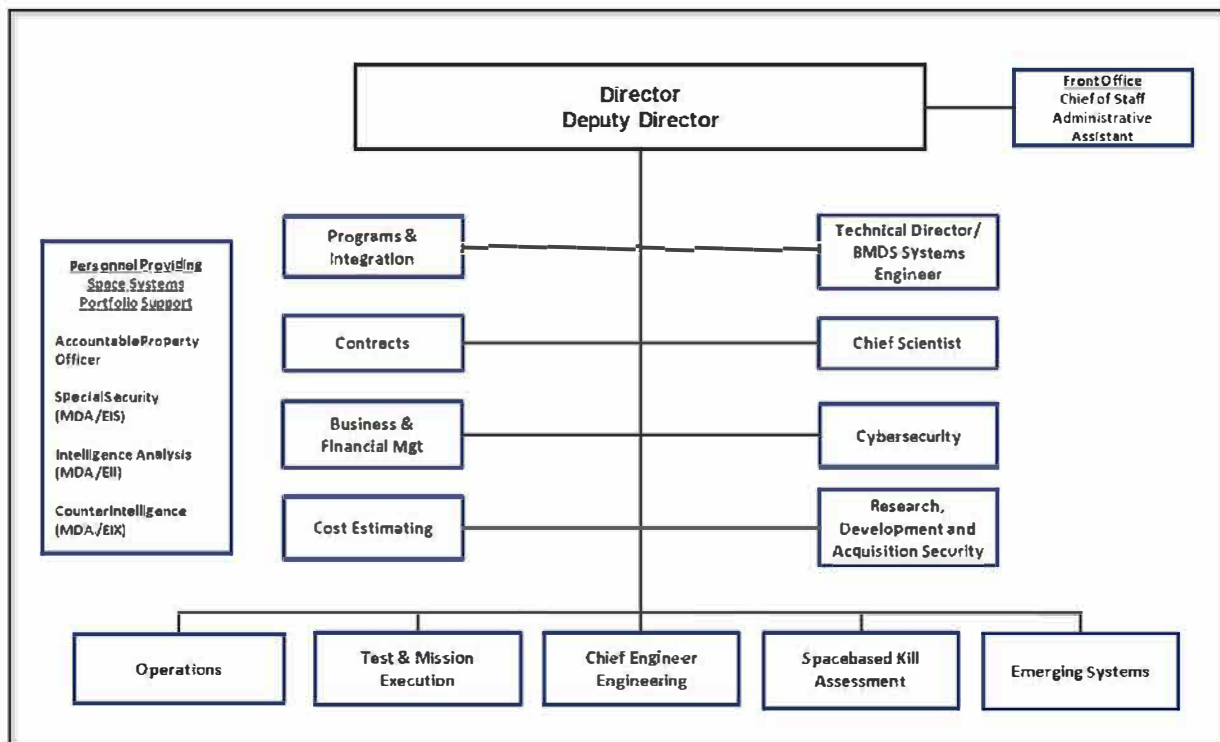 Director
Deputy Director
Front Office
Chief of Staff
Administrative
Assistant
Programs &
Integration
Technical Director/
BMDS Systems
Engineer
Personnel Providing
Space Systems
Portfolio Support
Accountable Property
Officer
Special Security
(MDA/EIS)
Intelligence Analysis
(MDA/EII)
CounterIntelligence
(MDA/EIX)
Contracts
Chief Scientist
Business &
Financial Mgt
Cybersecurity
Cost Estimating
Research,
Development and
Acquisition Security
Operations
Test & Mission
Execution
Chief Engineer
Engineering
Spacebased Kill
Assessment
Emerging Systems